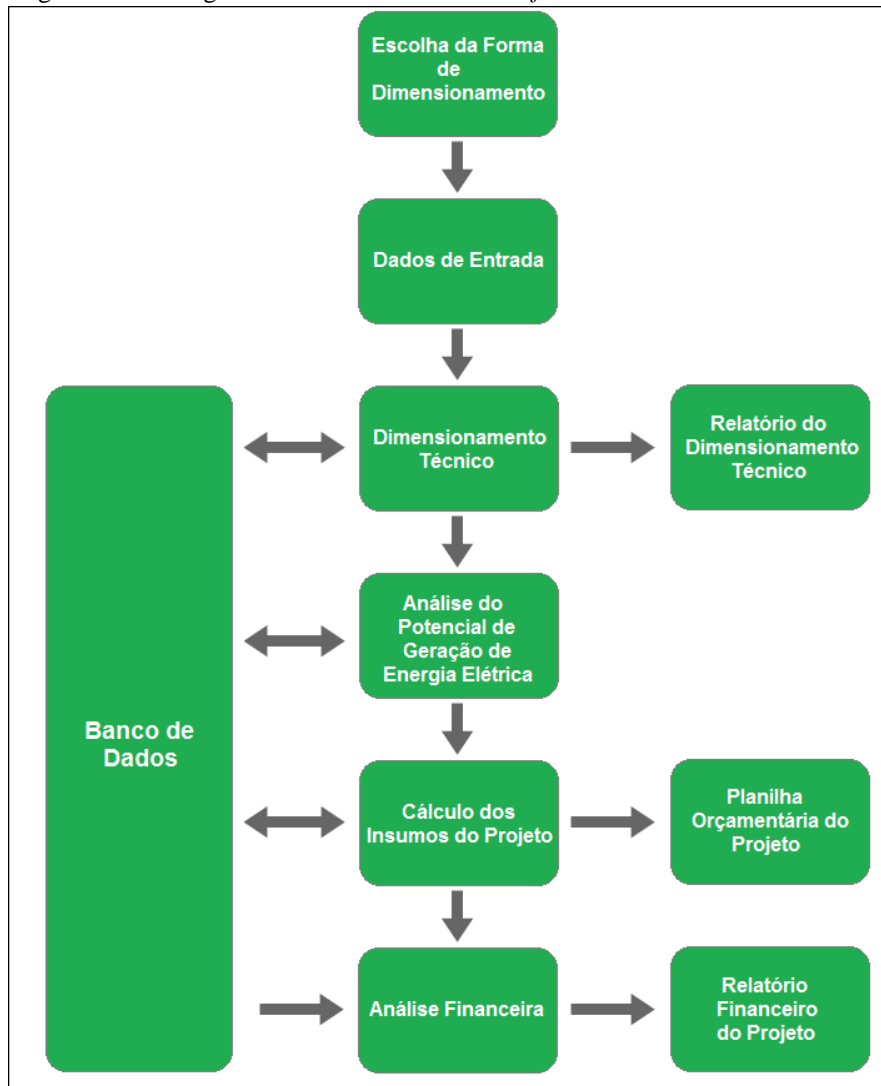 Escolha da Forma
de
Dimensionamento
Dados de Entrada
Dimensionamento
Técnico
Relatório do
Dimensionamento
Técnico
Análise do
Potencial de
Geração de
Energia Elétrica
Banco de
Dados
Cálculo dos
Insumos do Projeto
Planilha
Orçamentária do
Projeto
Análise Financeira
Relatório
Financeiro
do Projeto